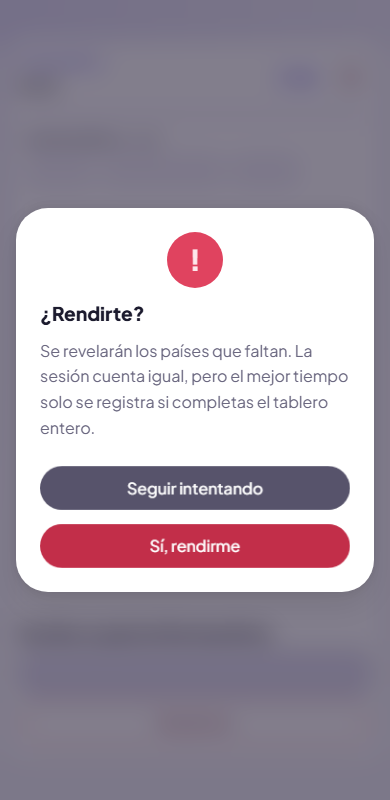 !
¿Rendirte?
Se revelarán los países que faltan. La
sesión cuenta igual, pero el mejor tiempo
solo se registra si completas el tablero
entero.
Seguir intentando
Sí, rendirme